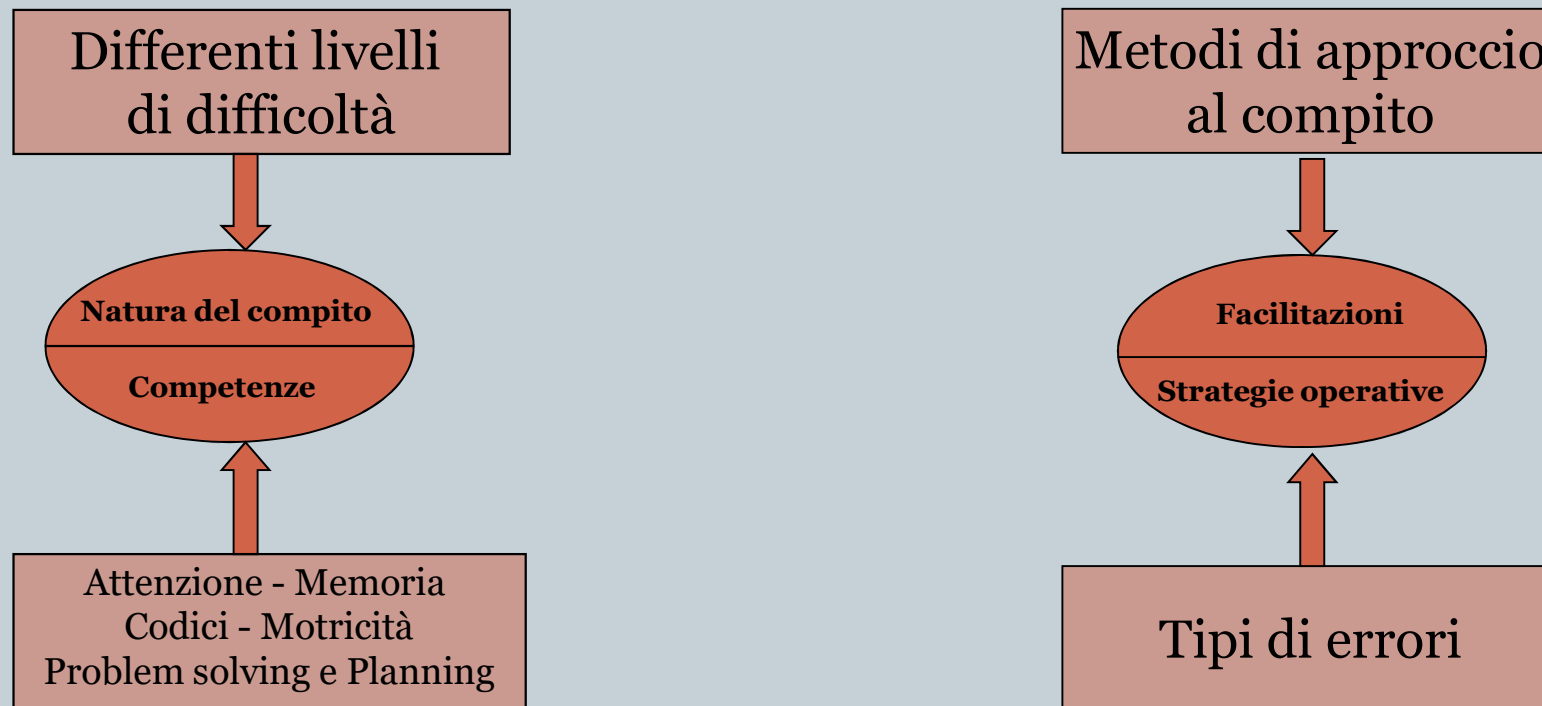 Differenti livelli
di difficoltà
Natura del compito
Competenze
Attenzione - Memoria
Codici - Motricità
Problem solving e Planning
Metodi di approccio
al compito
Facilitazioni
Strategie operative
Tipi di errori